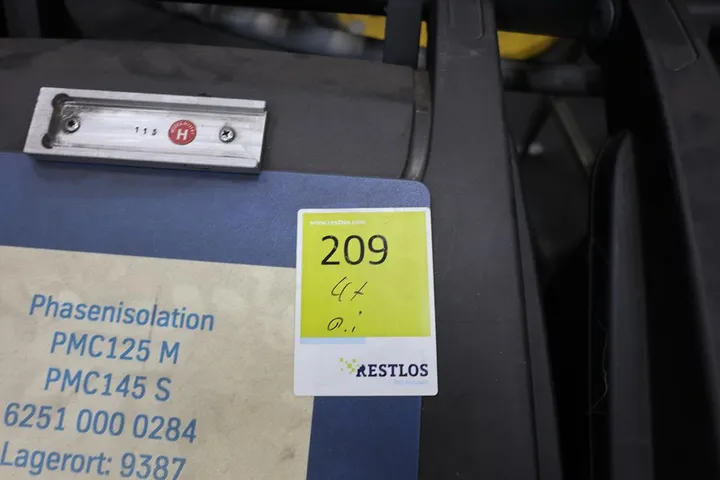 115
H
www.restlos.com
209
4x
o.i
RESTLOS
Phasenisolation
PMC125 M
PMC145 S
6251 000 0284
Lagerort: 9387